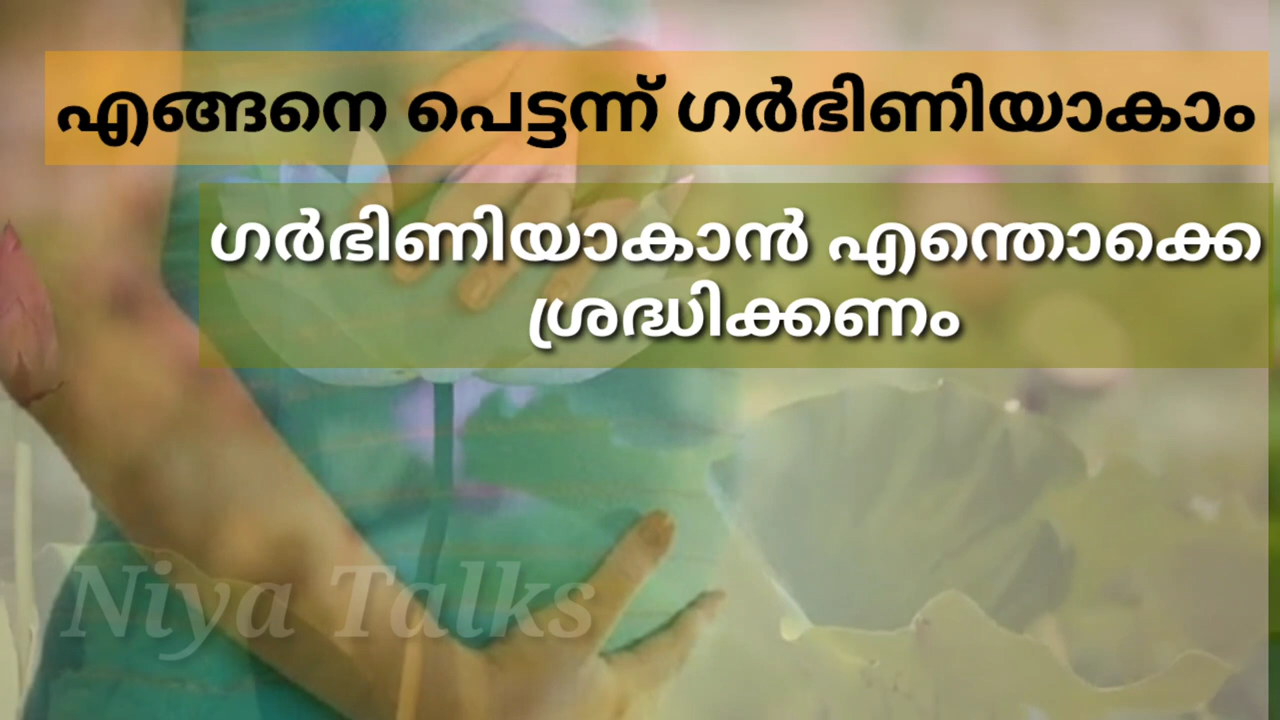 എങ്ങനെ പെട്ടന്ന് ഗർഭിണിയാകാം
ഗർഭിണിയാകാൻ എന്തൊക്കെ
ശ്രദ്ധിക്കണം
Niya Talks